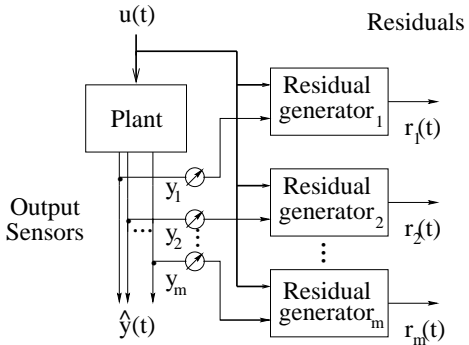 u(t)
Residuals
Plant
Residual
generator₁
r₁(t)
y₁
Output
Sensors
y₂
Residual
generator₂
r₂(t)
yₘ
ŷ(t)
Residual
generatorₘ
rₘ(t)